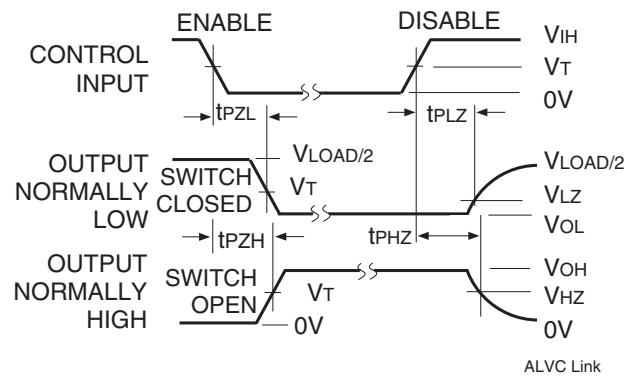 ENABLE
DISABLE
CONTROL
INPUT
VIH
VT
0V
tPZL
tPLZ
OUTPUT
NORMALLY
LOW
SWITCH
CLOSED
VLOAD/2
VT
VLOAD/2
VLZ
VOL
tPZH
tPHZ
OUTPUT
NORMALLY
HIGH
SWITCH
OPEN
VT
0V
VOH
VHZ
0V
ALVC Link